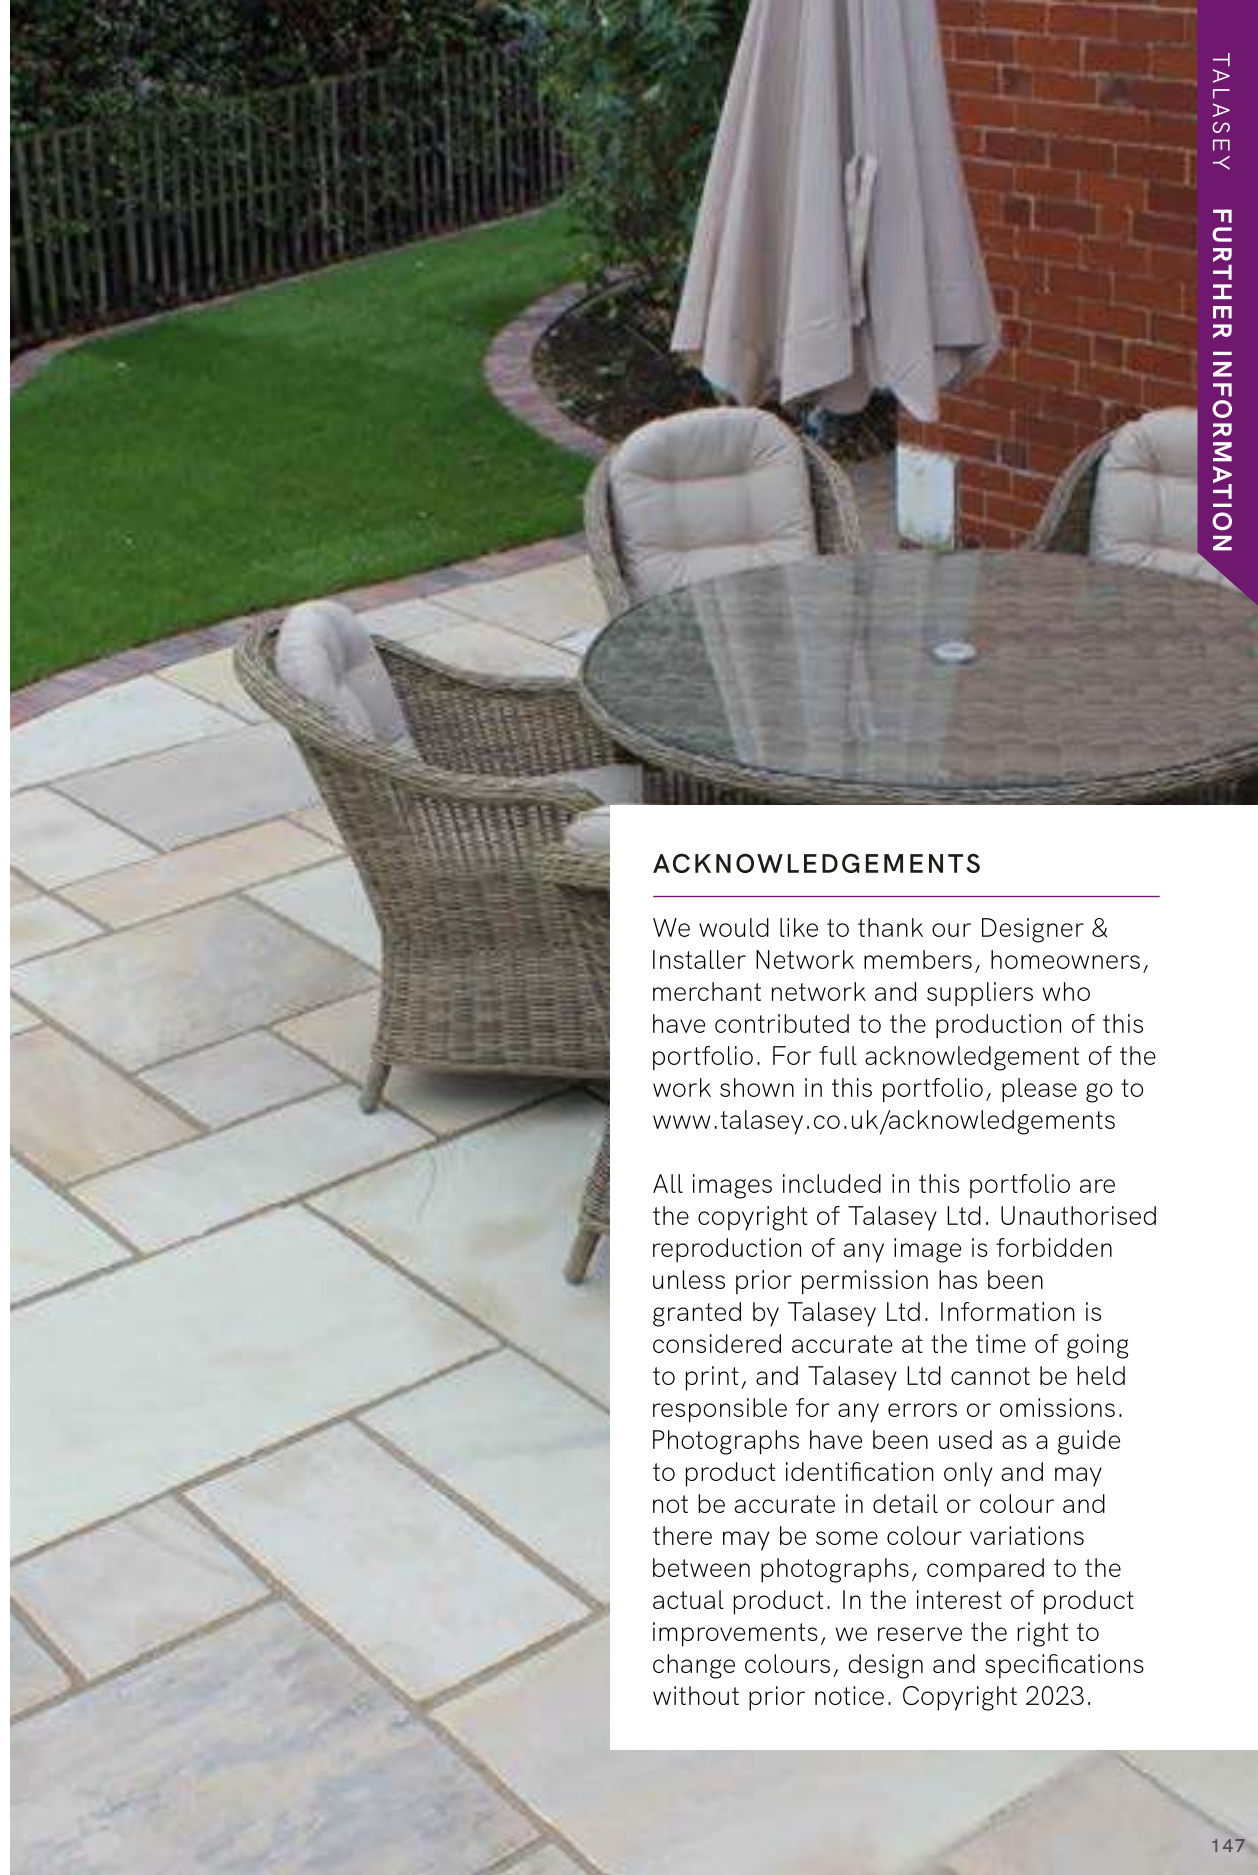 TALASEY FURTHER INFORMATION
ACKNOWLEDGEMENTS
We would like to thank our Designer &
Installer Network members, homeowners,
merchant network and suppliers who
have contributed to the production of this
portfolio. For full acknowledgement of the
work shown in this portfolio, please go to
www.talasey.co.uk/acknowledgements
All images included in this portfolio are
the copyright of Talasey Ltd. Unauthorised
reproduction of any image is forbidden
unless prior permission has been
granted by Talasey Ltd. Information is
considered accurate at the time of going
to print, and Talasey Ltd cannot be held
responsible for any errors or omissions.
Photographs have been used as a guide
to product identification only and may
not be accurate in detail or colour and
there may be some colour variations
between photographs, compared to the
actual product. In the interest of product
improvements, we reserve the right to
change colours, design and specifications
without prior notice. Copyright 2023.
147